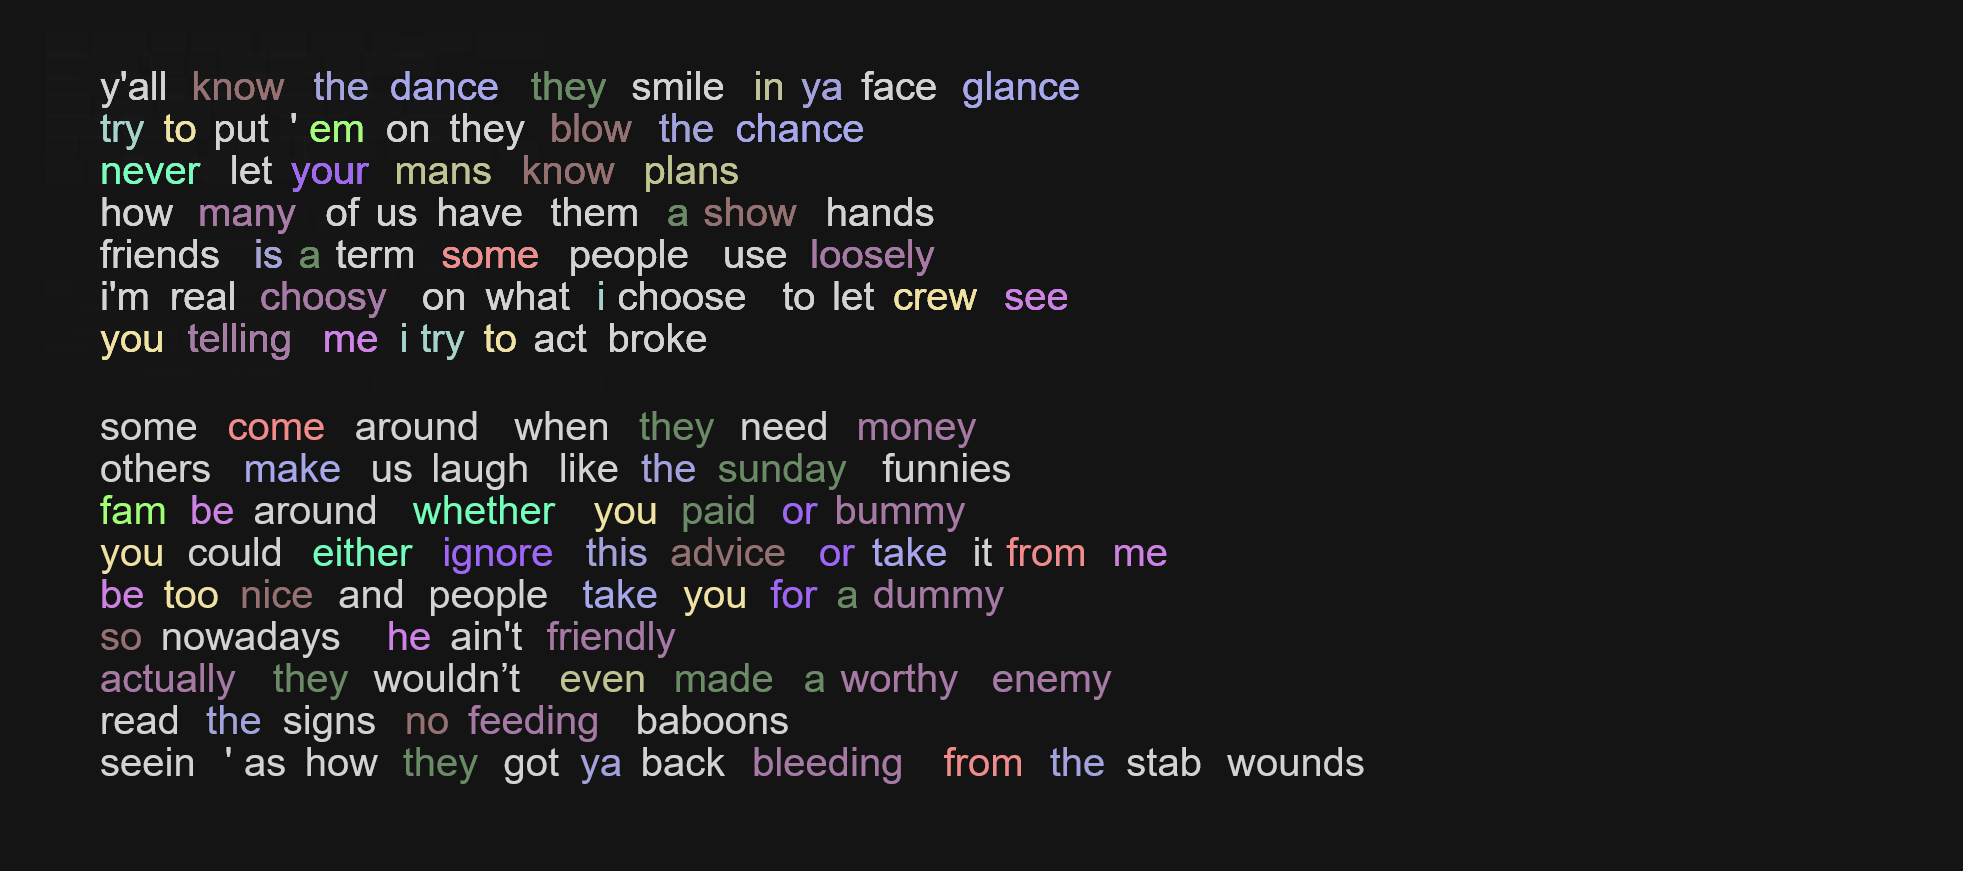 y'all know the dance they smile in ya face glance
try to put ' em on they blow the chance
never let your mans know plans
how many of us have them a show hands
friends is a term some people use loosely
i'm real choosy on what i choose to let crew see
you telling me i try to act broke
some come around when they need money
others make us laugh like the sunday funnies
fam be around whether you paid or bummy
you could either ignore this advice or take it from me
be too nice and people take you for a dummy
so nowadays he ain't friendly
actually they wouldn’t even made a worthy enemy
read the signs no feeding baboons
seein ' as how they got ya back bleeding from the stab wounds